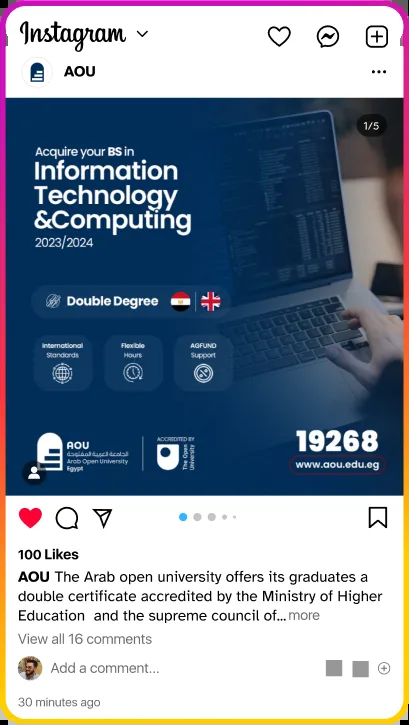 Instagram
AOU
1/5
Acquire your BS in
Information
Technology
&Computing
2023/2024
Double Degree
International
Standards
Flexible
Hours
AGFUND
Support
AOU
الجامعة العربية المفتوحة
Arab Open University
Egypt
ACCREDITED BY
The Open
University
19268
www.aou.edu.eg
100 Likes
AOU The Arab open university offers its graduates a
double certificate accredited by the Ministry of Higher
Education and the supreme council of... more
View all 16 comments
Add a comment...
30 minutes ago